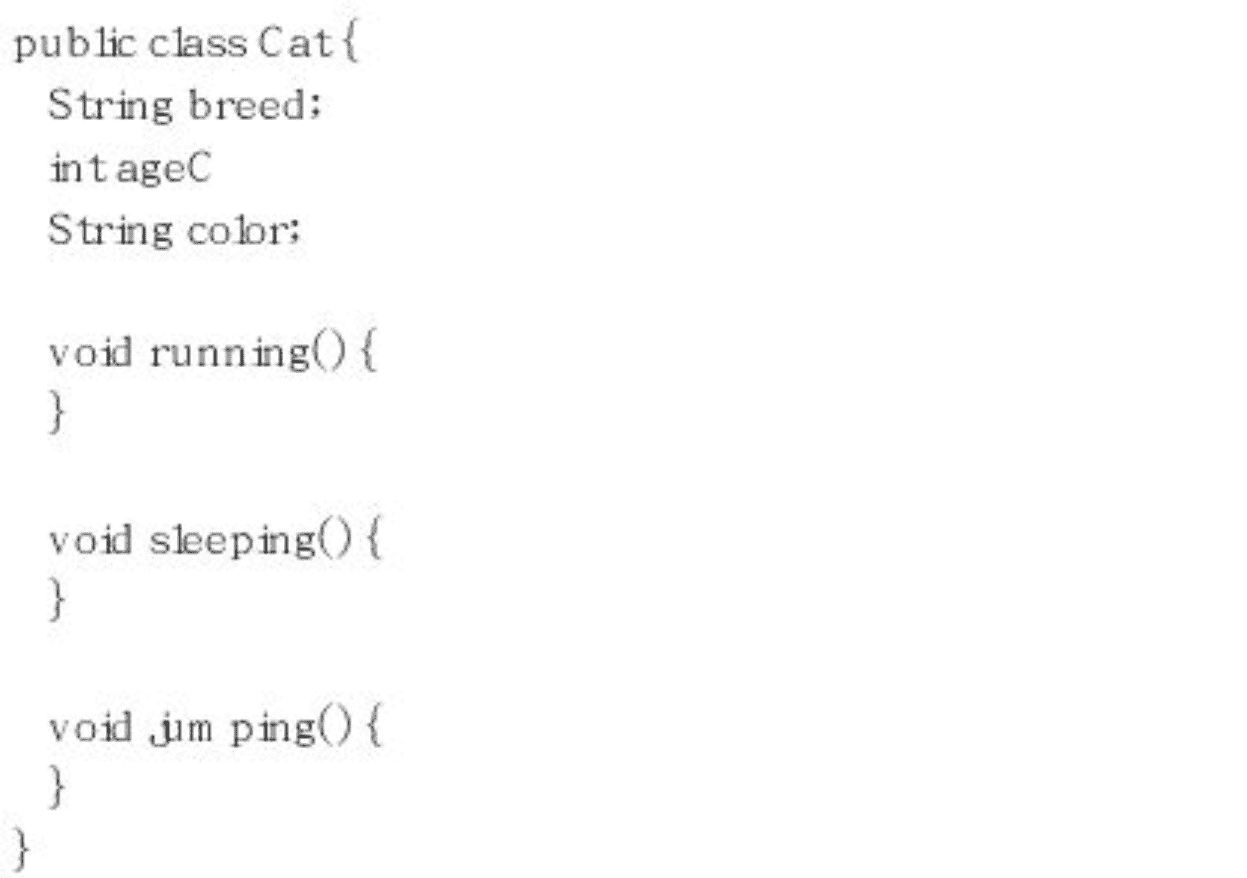 public class Cat{
String breed;
int ageC
String color;
void running() {
}
void sleeping() {
}
void jumping() {
}
}